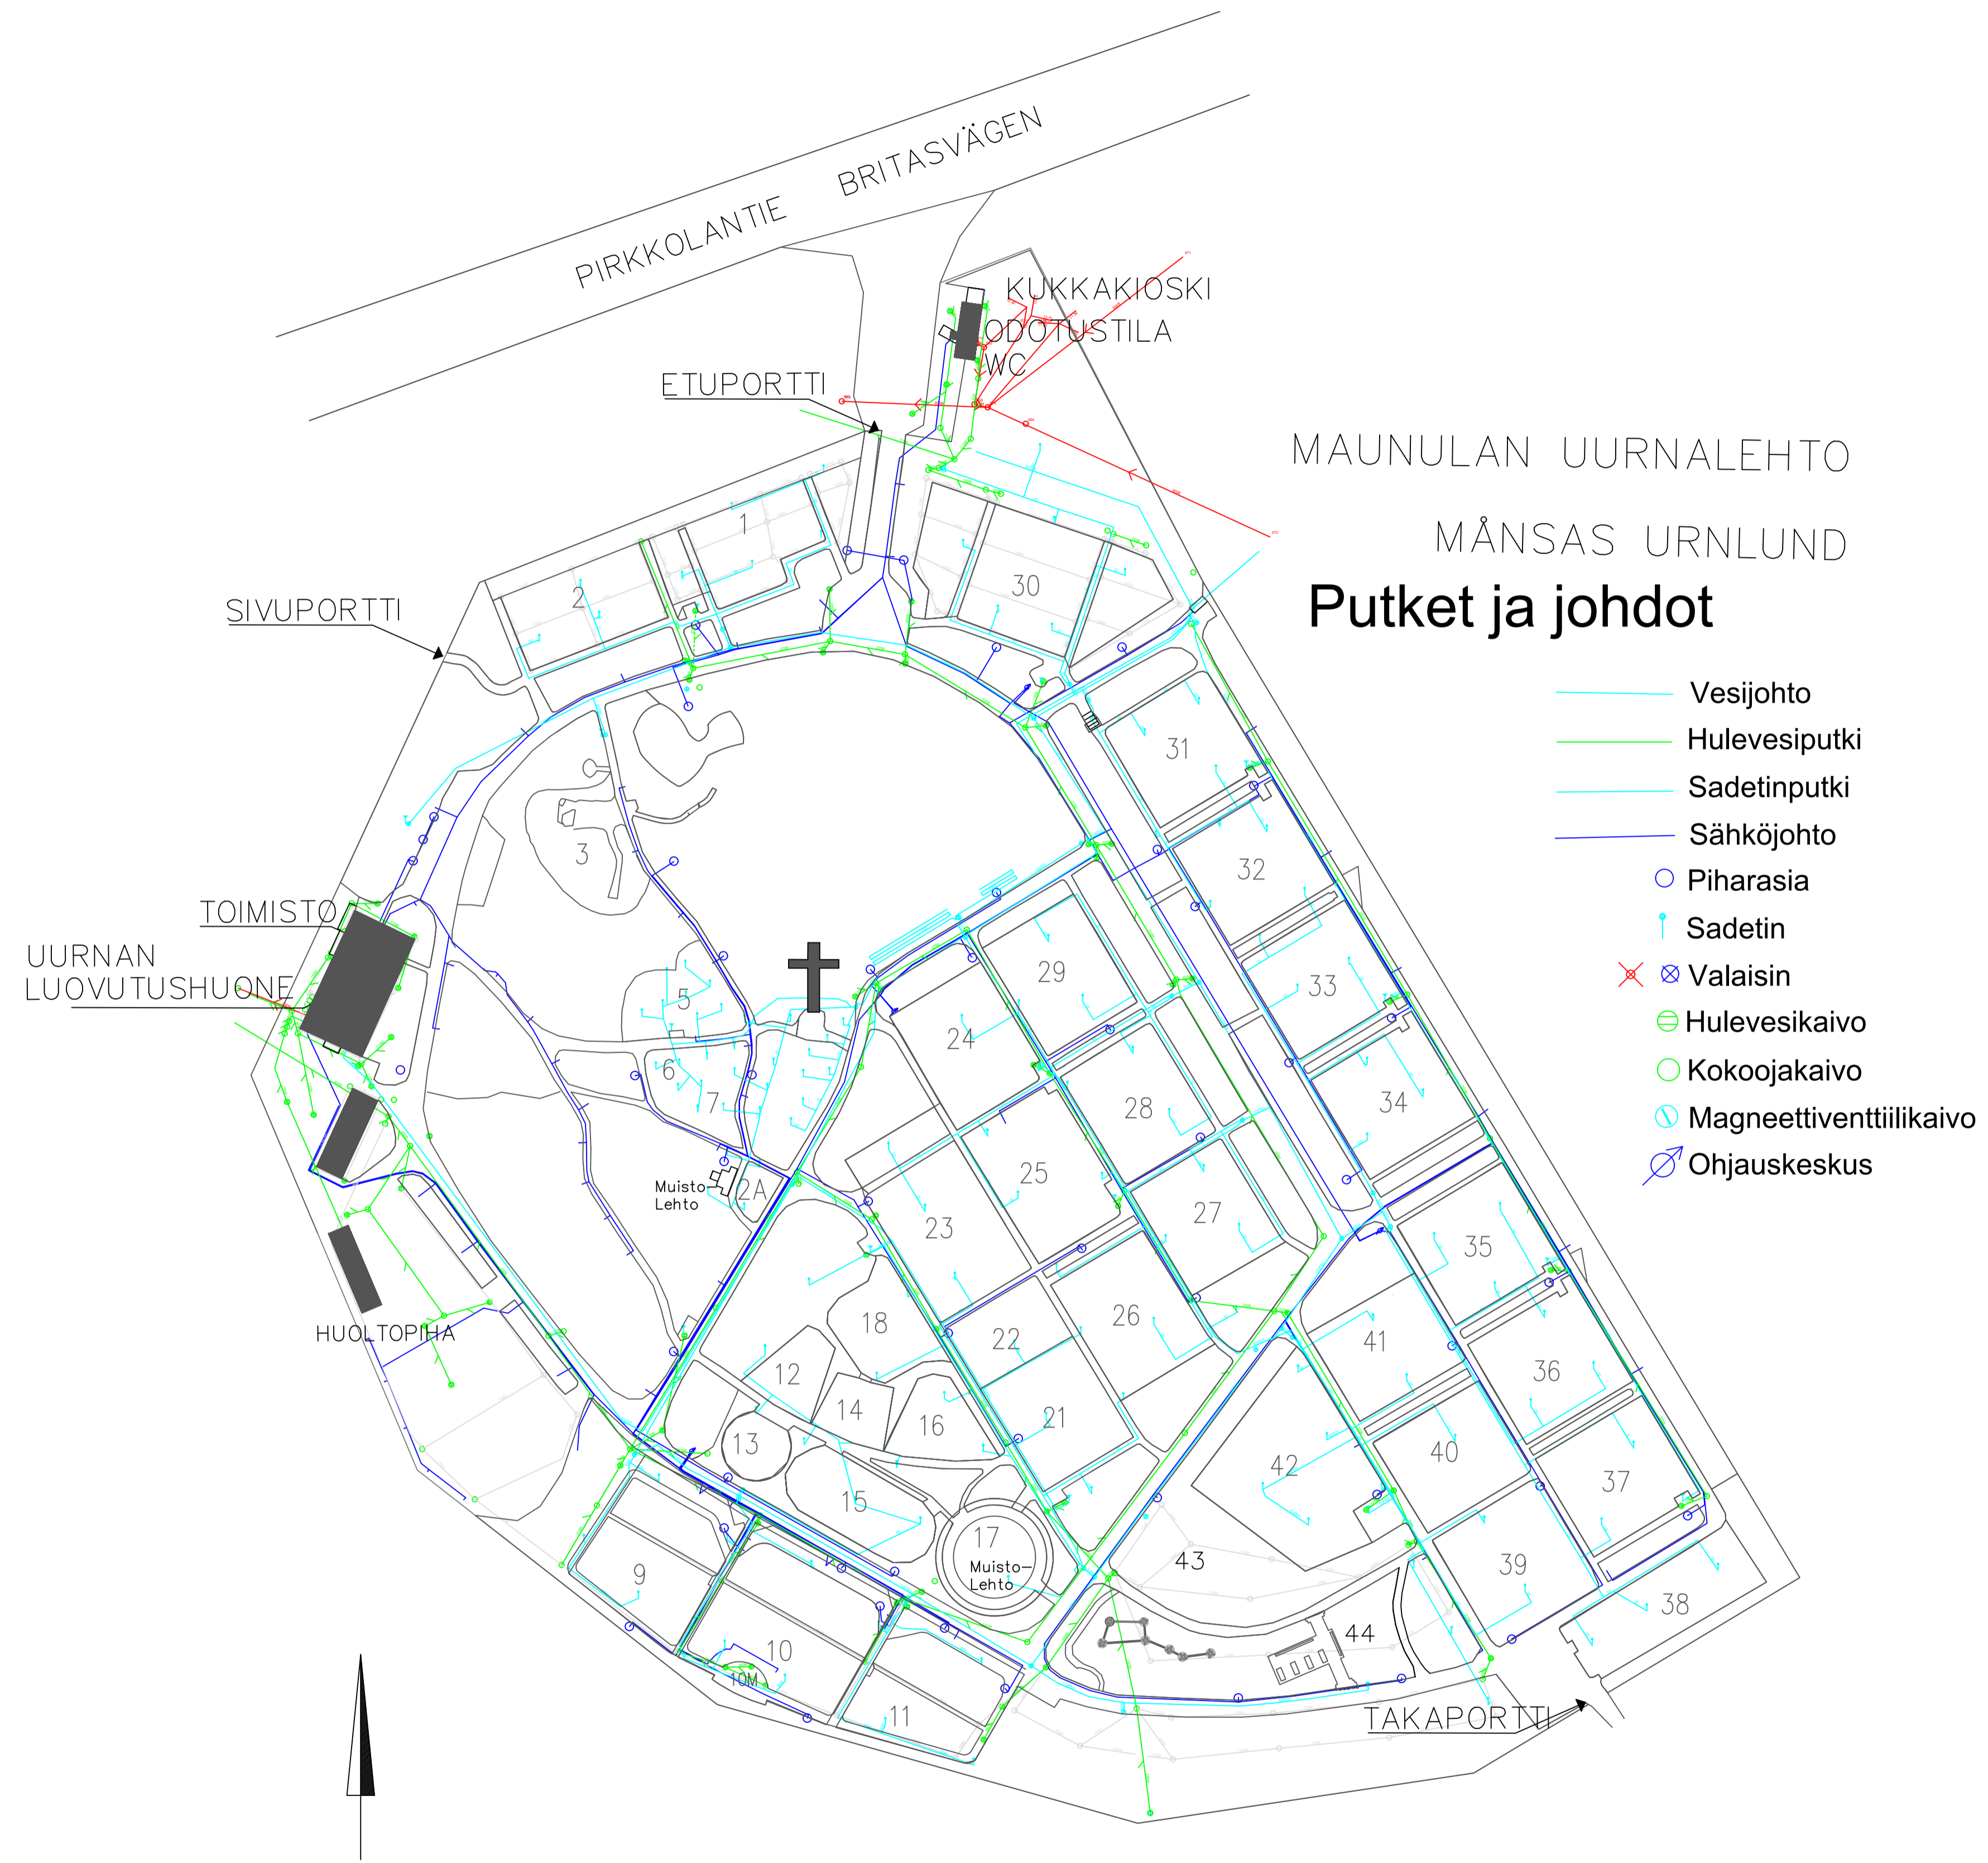 BRITASVÄGEN
PIRKKOLANTIE
KUKKAKIOSKI
ODOTUSTILA
WC
ETUPORTTI
MAUNULAN UURNALEHTO
MÅNSAS URNLUND
Putket ja johdot
SIVUPORTTI
1
2
30
Vesijohto
Hulevesiputki
Sadetinputki
Sähköjohto
Piharasia
Sadetin
Valaisin
Hulevesikaivo
Kokoojakaivo
Magneettiventtiilikaivo
Ohjauskeskus
31
3
32
TOIMISTO
UURNAN
LUOVUTUSHUONE
5
29
33
24
6
7
28
34
25
Muisto-
Lehto
2A
23
27
35
HUOLTOPIHA
18
22
26
41
36
12
14
16
21
13
15
42
40
37
17
Muisto-
Lehto
43
39
9
38
10
10M
44
11
TAKAPORTTI